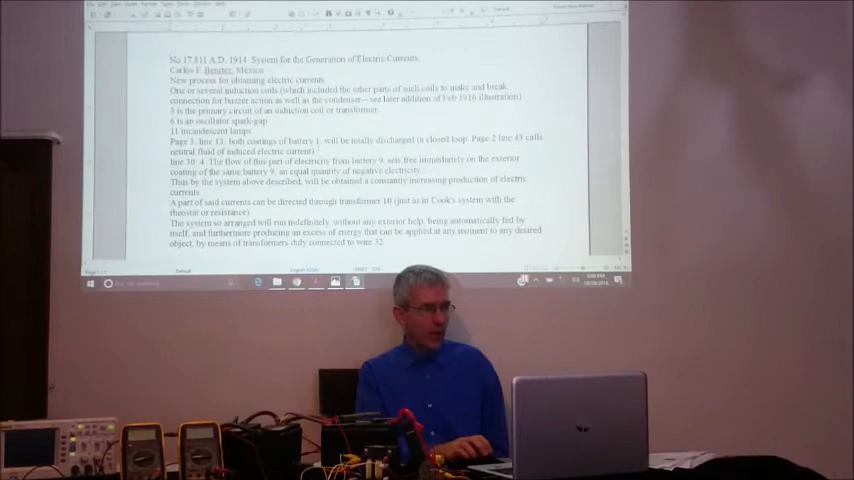 No 17,811 A.D. 1914 System for the Generation of Electric Currents.
Carlos F. Benitez, Mexico
New process for obtaining electric currents.
One or several induction coils (which included the other parts of such coils to make and break
connection for buzzer action as well as the condenser—see later addition of Feb 1916 illustration)
3 is the primary circuit of an induction coil or transformer
6 is an oscillator spark-gap
11 incandescent lamps
Page 3: line 13: both coatings of battery 1, will be totally discharged (a closed loop: Page 2 line 43 calls
neutral fluid of induced electric current)
line 30: 4. The flow of this part of electricity from battery 9, sets free immediately on the exterior
coating of the same battery 9, an equal quantity of negative electricity.
Thus by the system above described, will be obtained a constantly increasing production of electric
currents.
A part of said currents can be directed through transformer 10 (just as in Cook's system with the
rheostat or resistance)
The system so arranged will run indefinitely, without any exterior help, being automatically fed by
itself, and furthermore producing an excess of energy that can be applied at any moment to any desired
object, by means of transformers duly connected to wire 32.
Default
English (USA)